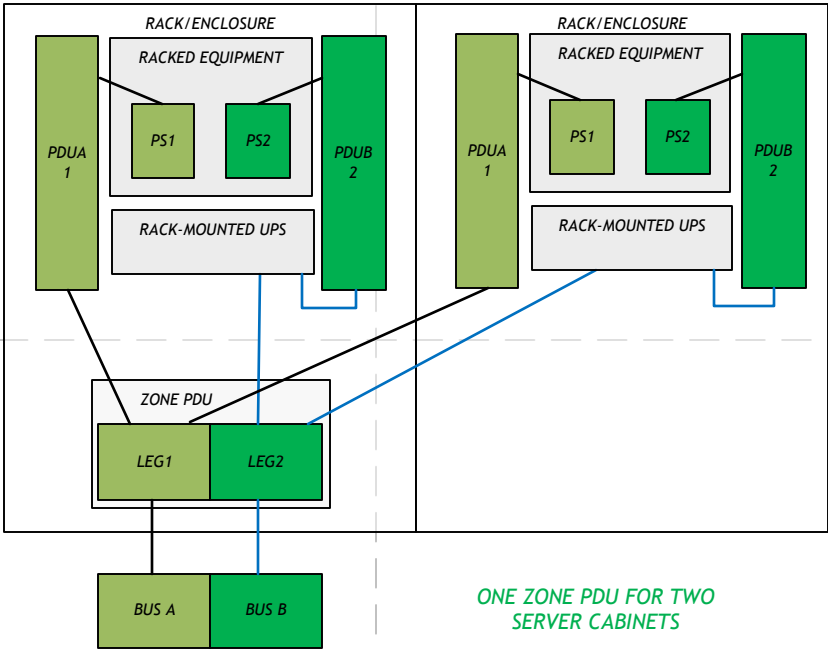 RACK/ENCLOSURE
RACKED EQUIPMENT
PDUA
1
PS1
PS2
PDUB
2
RACK-MOUNTED UPS
RACK/ENCLOSURE
RACKED EQUIPMENT
PDUA
1
PS1
PS2
PDUB
2
RACK-MOUNTED UPS
ZONE PDU
LEG1
LEG2
BUS A
BUS B
ONE ZONE PDU FOR TWO
SERVER CABINETS